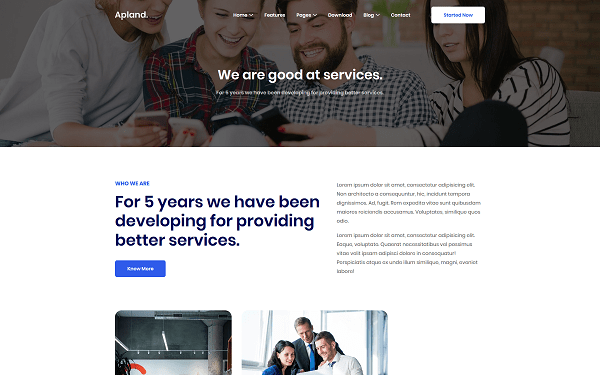 Apland.
Home Features Pages Download Blog Contact
Started Now
We are good at services.
For 5 years we have been developing for providing better services.
WHO WE ARE
For 5 years we have been
developing for providing
better services.
Know More
Lorem ipsum dolor sit amet, consectetur adipisicing elit.
Non architecto a consequuntur, hic, incidunt tempora
dignissimos. Ad, fugit. Rem expedita vitae sunt quibusdam
maiores reiciendis accusamus. Voluptates, similique quos
odio.
Lorem ipsum dolor sit amet, consectetur adipisicing elit.
Eaque, voluptate. Quaerat necessitatibus vel possimus
vitae velit ipsam adipisci dolore in consequatur!
Perspiciatis atque ex unde illum similique, magni, eveniet
labore!